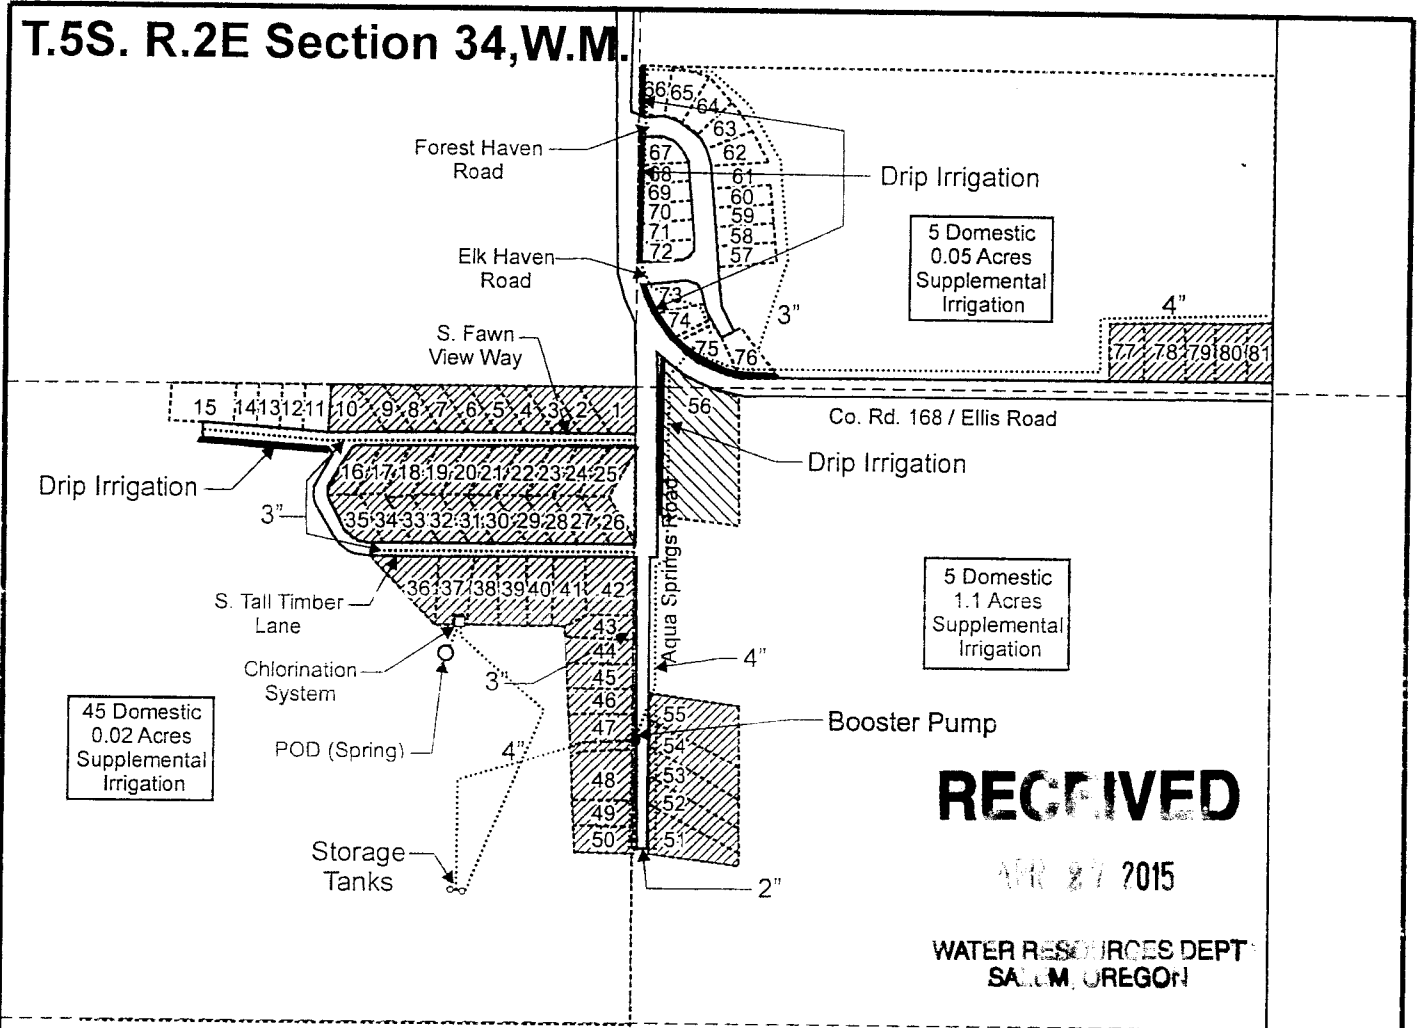 T.5S. R.2E Section 34,W.M.
66 65 64
63
62
61
60
59
58
57
67
68
69
70
71
72
73
74
75 76
Forest Haven
Road
Drip Irrigation
5 Domestic
0.05 Acres
Supplemental
Irrigation
Elk Haven
Road
3"
4"
77 78 79 80 81
S. Fawn
View Way
15 14 13 12 11 10 9 8 7 6 5 4 3 2 1
56
Co. Rd. 168 / Ellis Road
Drip Irrigation
16 17 18 19 20 21 22 23 24 25
Drip Irrigation
3"
35 34 33 32 31 30 29 28 27 26
Aqua Springs Road
36 37 38 39 40 41 42
S. Tall Timber
Lane
5 Domestic
1.1 Acres
Supplemental
Irrigation
43
44
45
46
47
48
49
50
Chlorination
System
3"
4"
45 Domestic
0.02 Acres
Supplemental
Irrigation
POD (Spring)
4"
55
54
53
52
51
Booster Pump
Storage
Tanks
2"
RECEIVED
APR 27 2015
WATER RESOURCES DEPT
SALEM, OREGON